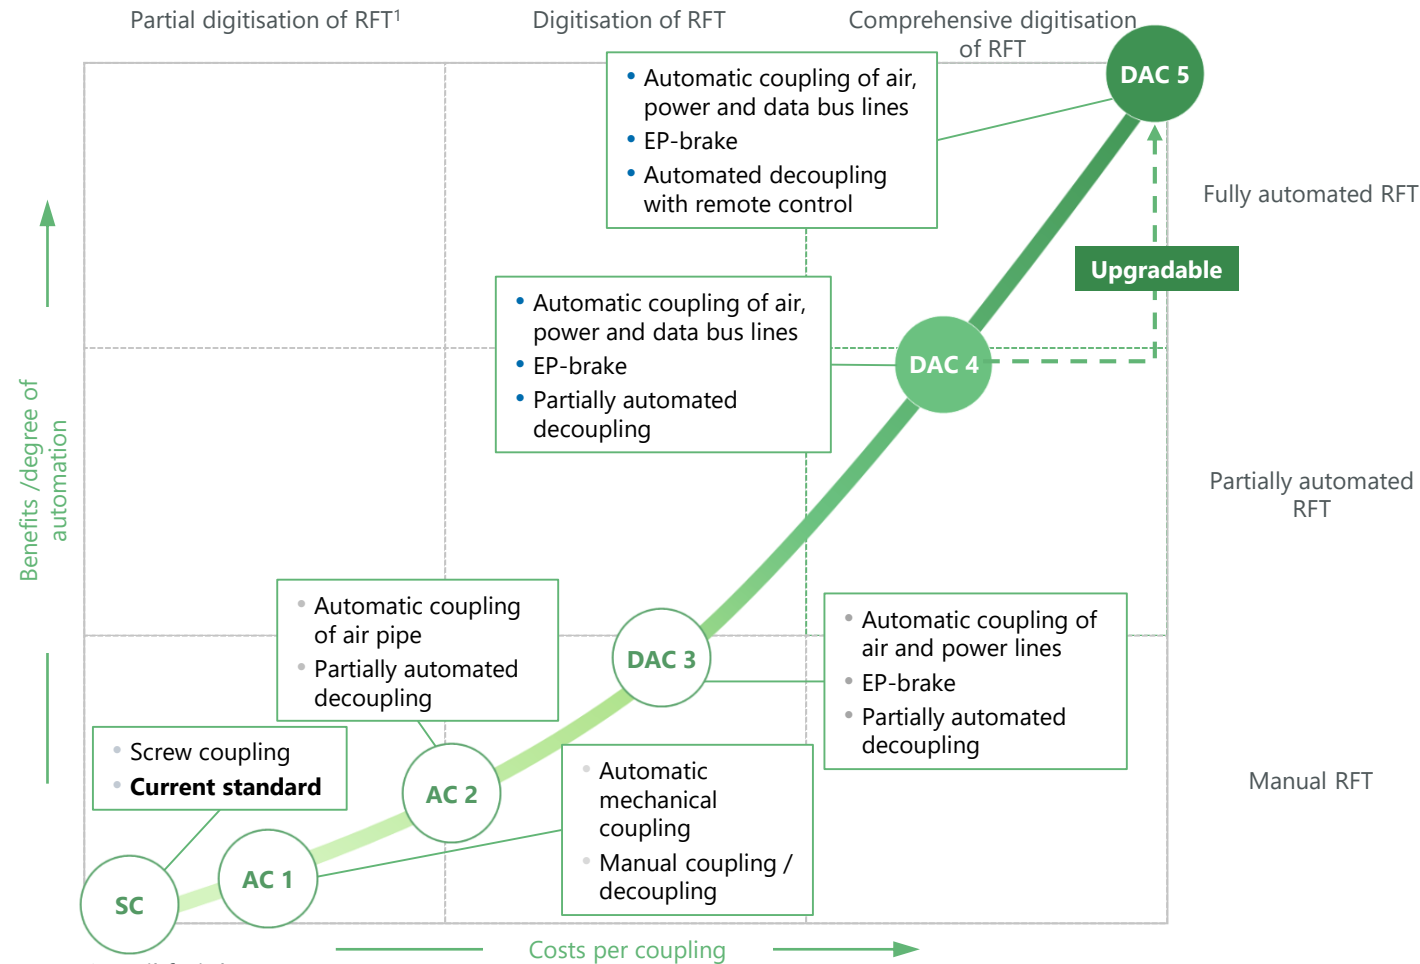 Partial digitisation of RFT¹
Digitisation of RFT
Comprehensive digitisation
of RFT
DAC 5
• Automatic coupling of air,
power and data bus lines
• EP-brake
• Automated decoupling
with remote control
Fully automated RFT
Upgradable
• Automatic coupling of air,
power and data bus lines
• EP-brake
• Partially automated
decoupling
DAC 4
Benefits /degree of
automation
Partially automated
RFT
• Automatic coupling
of air pipe
• Partially automated
decoupling
DAC 3
• Automatic coupling of
air and power lines
• EP-brake
• Partially automated
decoupling
• Screw coupling
• Current standard
AC 2
• Automatic
mechanical
coupling
• Manual coupling /
decoupling
Manual RFT
AC 1
SC
Costs per coupling